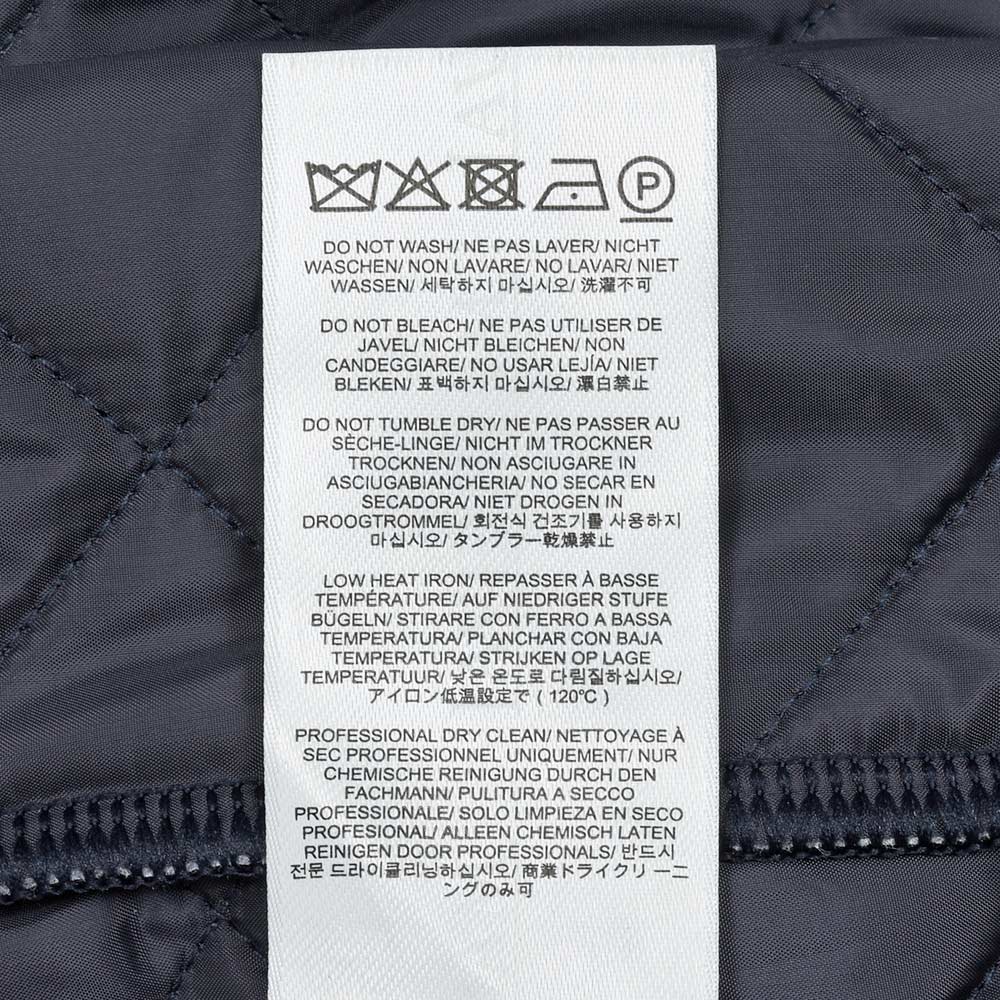 P
DO NOT WASH/ NE PAS LAVER/ NICHT
WASCHEN/ NON LAVARE/ NO LAVAR/ NIET
WASSEN/ 세탁하지 마십시오/ 洗濯不可
DO NOT BLEACH/ NE PAS UTILISER DE
JAVEL/ NICHT BLEICHEN/ NON
CANDEGGIARE/ NO USAR LEJÍA/ NIET
BLEKEN/ 표백하지 마십시오/ 漂白禁止
DO NOT TUMBLE DRY/ NE PAS PASSER AU
SÈCHE-LINGE/ NICHT IM TROCKNER
TROCKNEN/ NON ASCIUGARE IN
ASCIUGABIANCHERIA/ NO SECAR EN
SECADORA/ NIET DROGEN IN
DROOGTROMMEL/ 회전식 건조기를 사용하지
마십시오/ タンブラー乾燥禁止
LOW HEAT IRON/ REPASSER À BASSE
TEMPÉRATURE/ AUF NIEDRIGER STUFE
BÜGELN/ STIRARE CON FERRO A BASSA
TEMPERATURA/ PLANCHAR CON BAJA
TEMPERATURA/ STRIJKEN OP LAGE
TEMPERATUUR/ 낮은 온도로 다림질하십시오/
アイロン低温設定で ( 120℃ )
PROFESSIONAL DRY CLEAN/ NETTOYAGE À
SEC PROFESSIONNEL UNIQUEMENT/ NUR
CHEMISCHE REINIGUNG DURCH DEN
FACHMANN/ PULITURA A SECCO
PROFESSIONALE/ SOLO LIMPIEZA EN SECO
PROFESIONAL/ ALLEEN CHEMISCH LATEN
REINIGEN DOOR PROFESSIONALS/ 반드시
전문 드라이클리닝하십시오/ 商業ドライクリ ーニ
ングのみ可